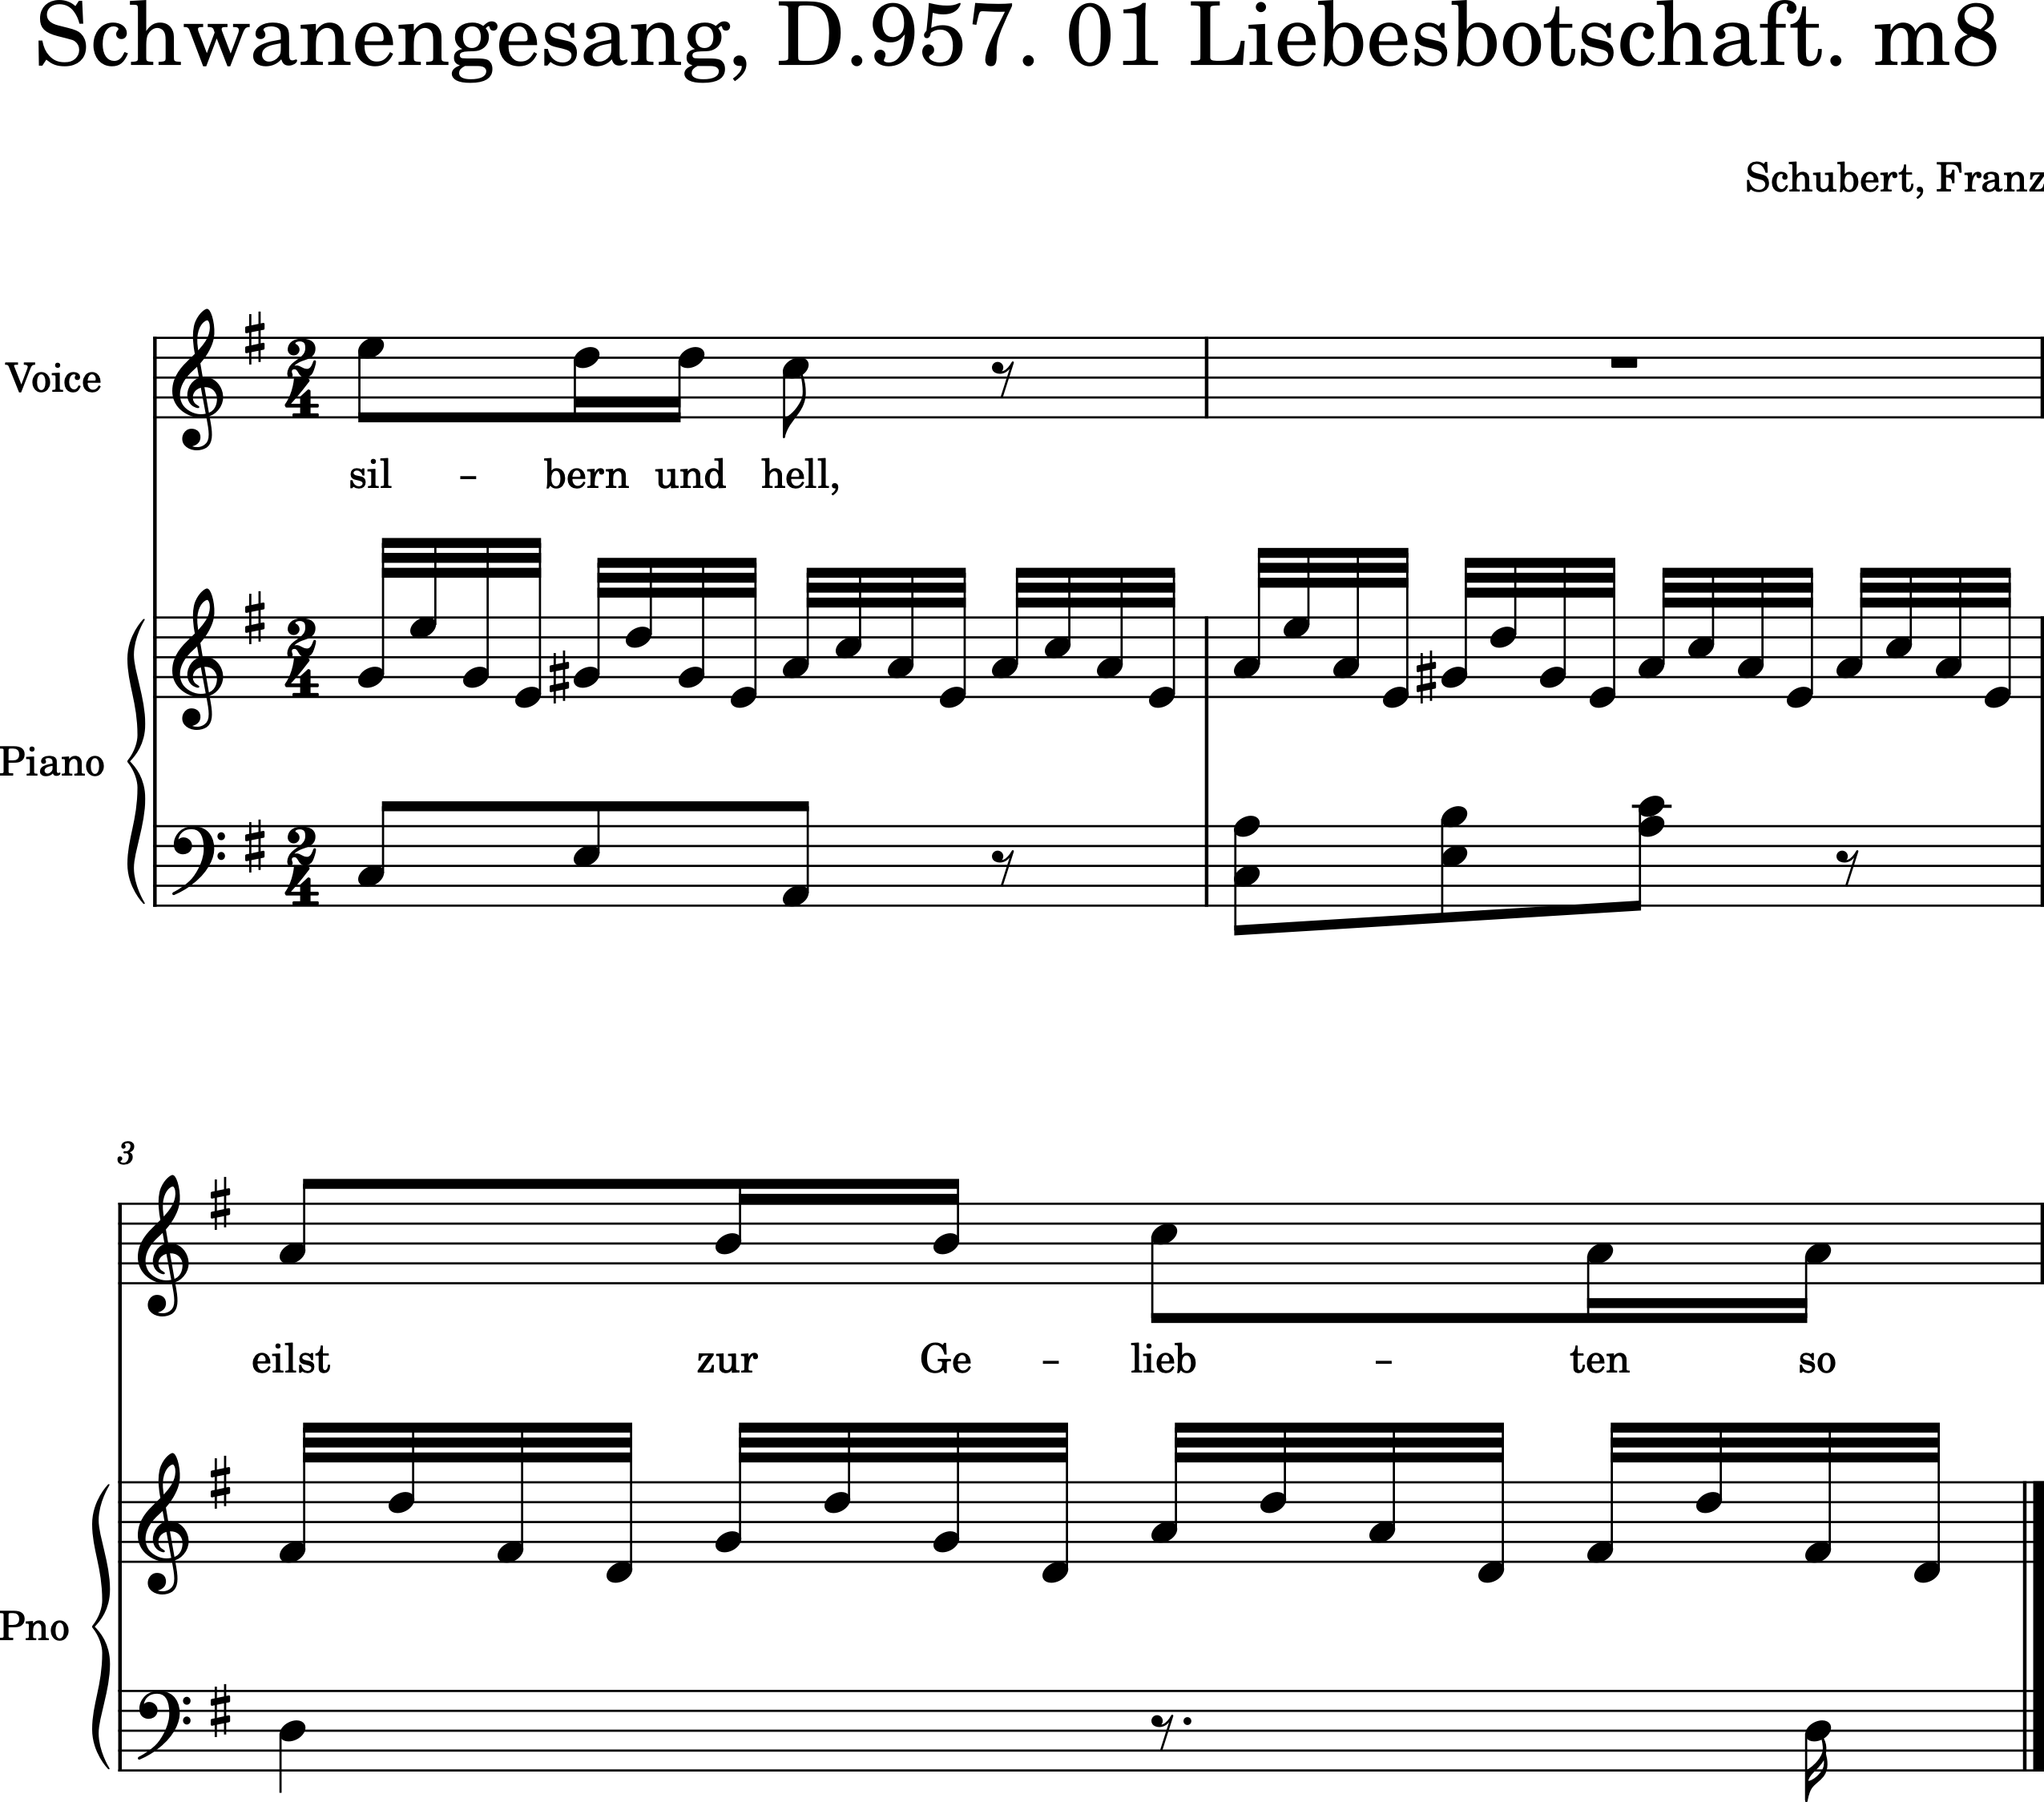 Schwanengesang, D.957. 01 Liebesbotschaft. m8
Schubert, Franz
Voice
sil – bern und hell,
Piano
3
eilst zur Ge – lieb – ten so
Pno